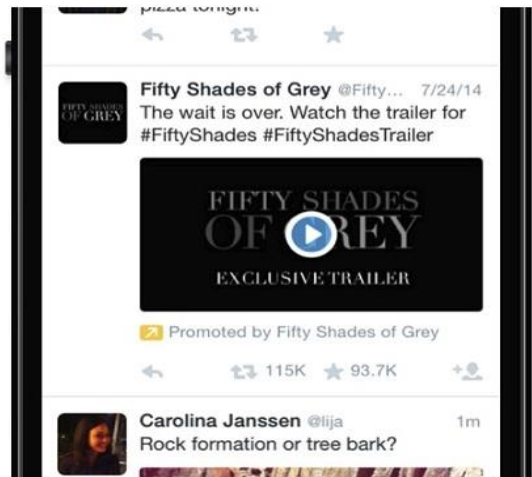 pizza tonight?
Fifty Shades of Grey @Fifty... 7/24/14
FIFTY SHADES
OF GREY
The wait is over. Watch the trailer for
#FiftyShades #FiftyShadesTrailer
FIFTY SHADES
OF GREY
EXCLUSIVE TRAILER
Promoted by Fifty Shades of Grey
115K 93.7K
Carolina Janssen @lija 1m
Rock formation or tree bark?